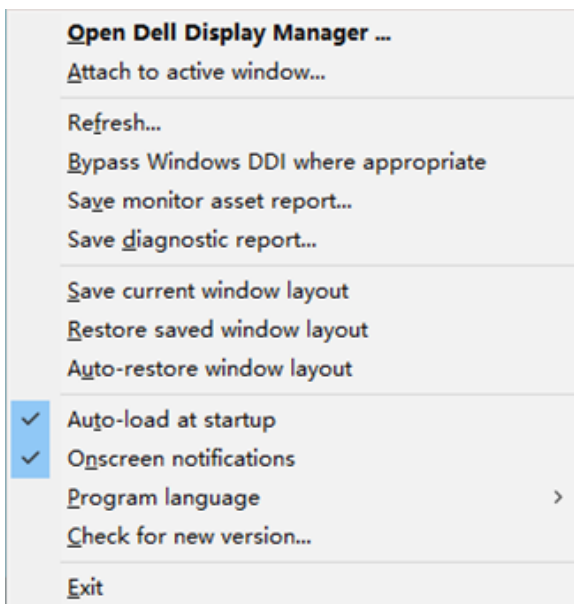 Open Dell Display Manager ...
Attach to active window...
Refresh...
Bypass Windows DDI where appropriate
Save monitor asset report...
Save diagnostic report...
Save current window layout
Restore saved window layout
Auto-restore window layout
Auto-load at startup
Onscreen notifications
Program language
Check for new version...
Exit